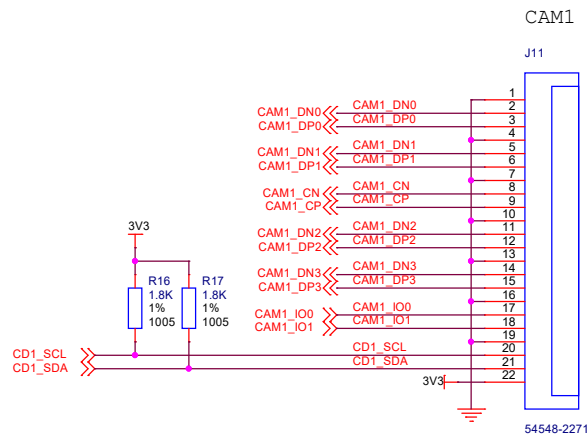 CAM1
J11
1
CAM1_DN0 CAM1_DN0 2
CAM1_DP0 CAM1_DP0 3
4
CAM1_DN1 CAM1_DN1 5
CAM1_DP1 CAM1_DP1 6
7
CAM1_CN CAM1_CN 8
CAM1_CP CAM1_CP 9
10
CAM1_DN2 CAM1_DN2 11
CAM1_DP2 CAM1_DP2 12
3V3
13
CAM1_DN3 CAM1_DN3 14
CAM1_DP3 CAM1_DP3 15
R16 R17
1.8K 1.8K
1% 1%
1005 1005
16
CAM1_IO0 CAM1_IO0 17
CAM1_IO1 CAM1_IO1 18
19
CD1_SCL CD1_SCL 20
CD1_SDA CD1_SDA 21
3V3 22
54548-2271